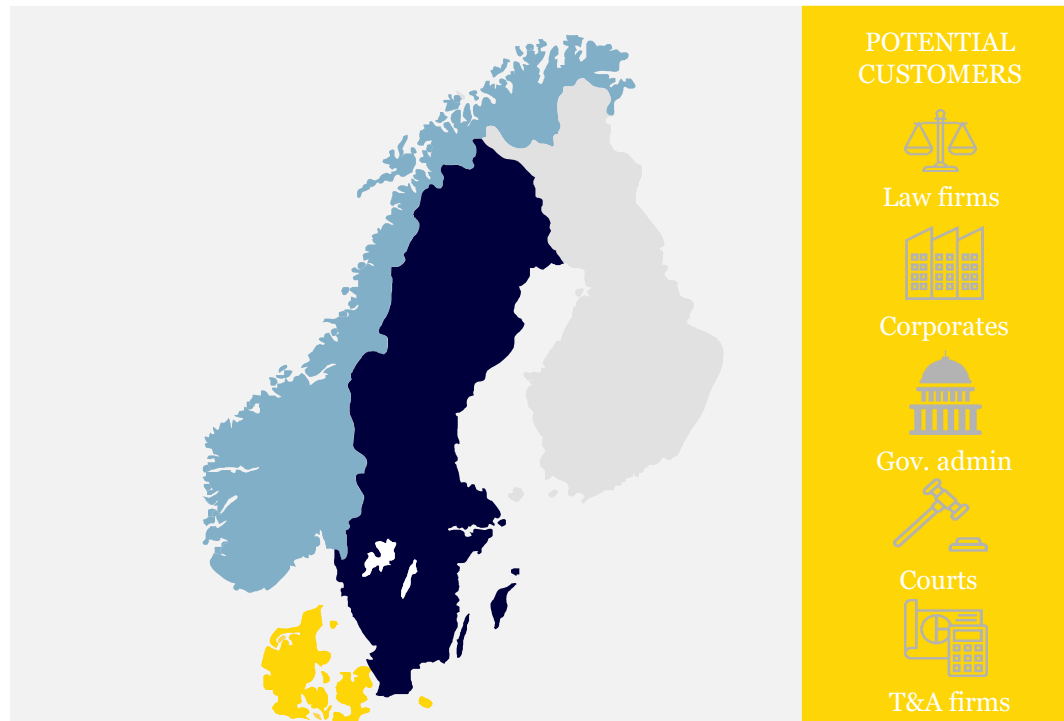 POTENTIAL
CUSTOMERS
Law firms
Corporates
Gov. admin
Courts
T&A firms